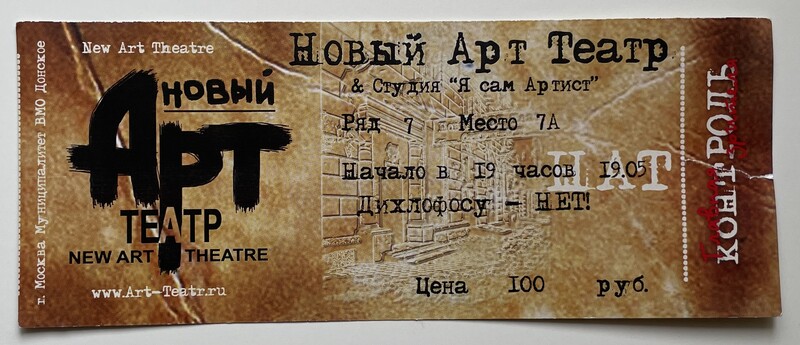 г. Москва Муниципалитет ВМО Донское
New Art Theatre
НОВЫЙ
АРТ
ТЕАТР
NEW ART THEATRE
www.Art-Teatr.ru
Новый Арт Театр
& Студия "Я сам Артист"
Ряд 7 Место 7А
Начало в 19 часов 19.05
Дихлофосу – НЕТ!
Цена 100 руб.
НАТ
КОНТРОЛЬ